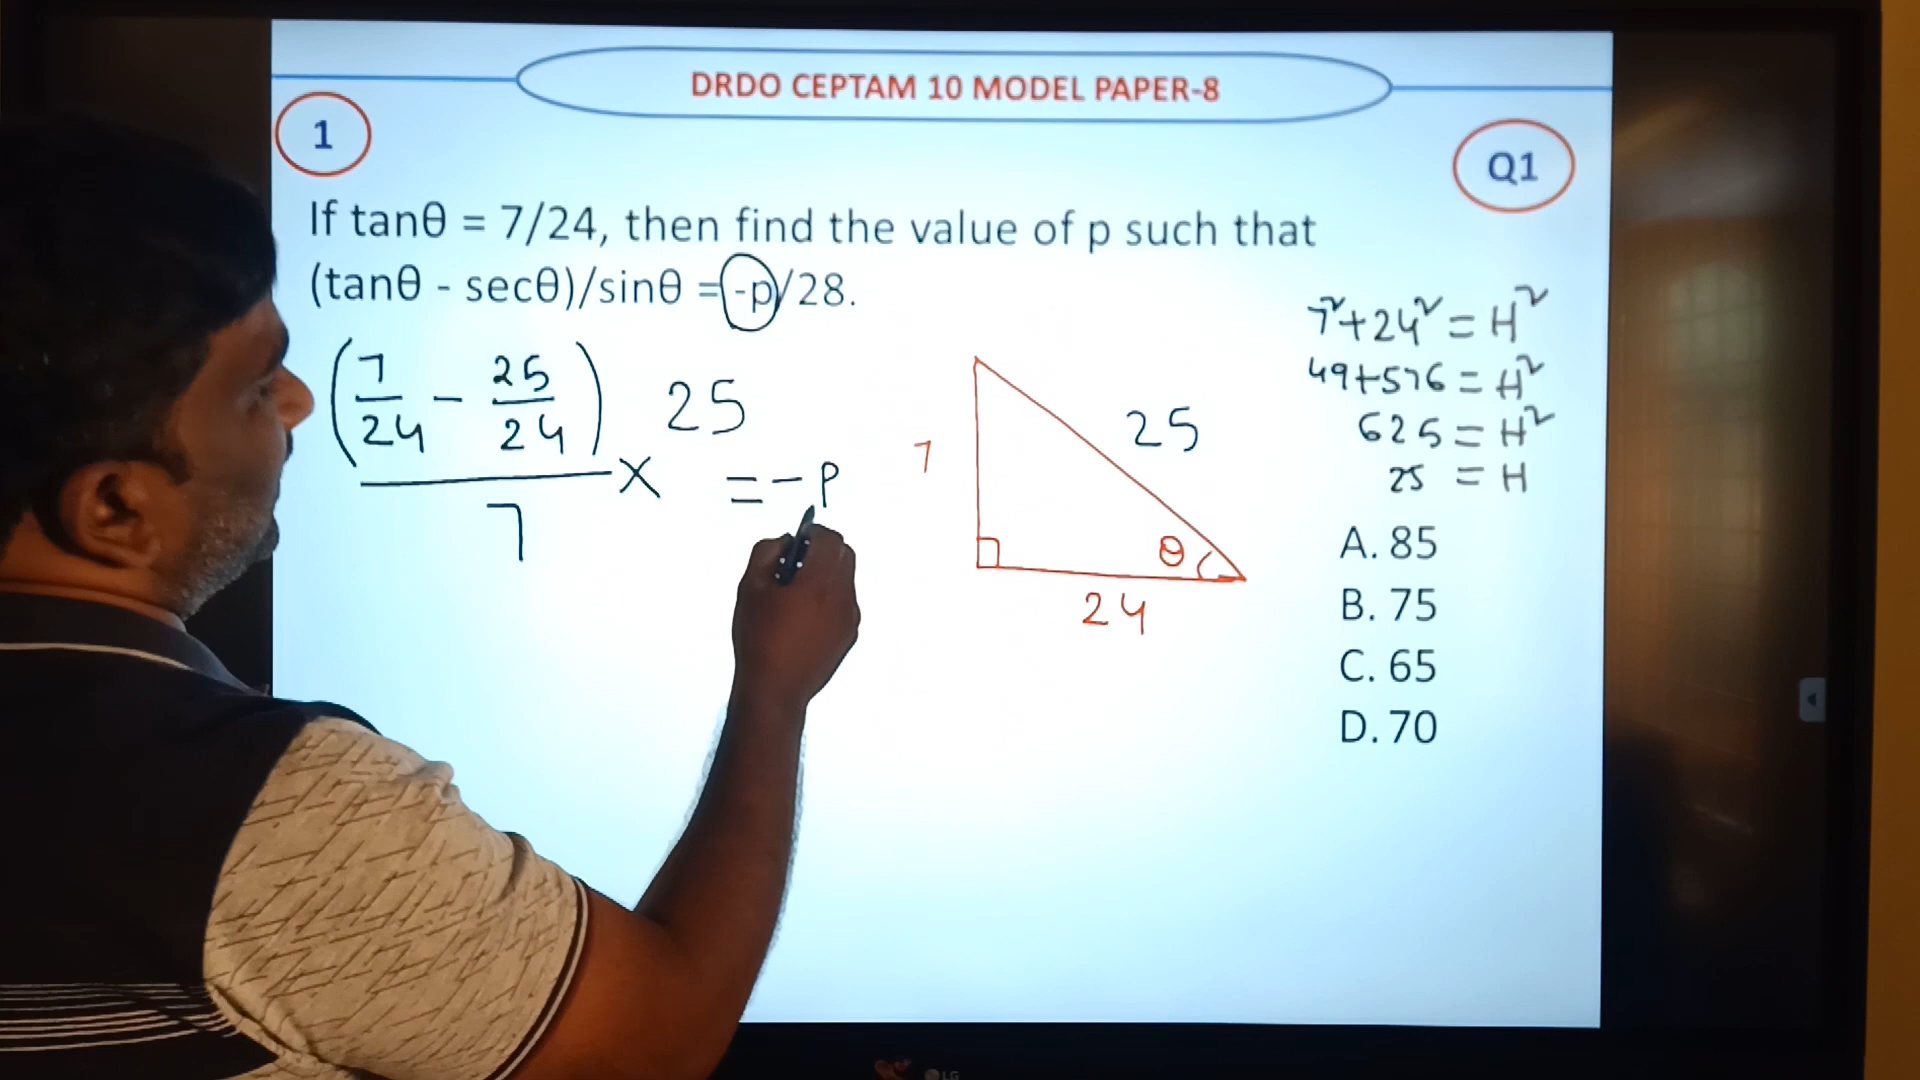 DRDO CEPTAM 10 MODEL PAPER-8
1
Q1
If tanθ = 7/24, then find the value of p such that
(tanθ - secθ)/sinθ = -p/28.
(7/24 - 25/24) / 7 × 25 = -P
7
25
θ
24
7²+24² = H²
49+576 = H²
625 = H²
25 = H
A. 85
B. 75
C. 65
D. 70
LG